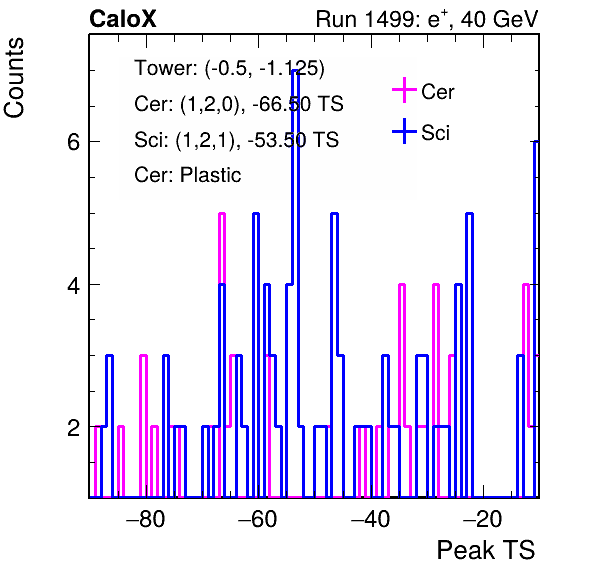 CaloX Run 1499: e+, 40 GeV
Counts
Tower: (-0.5, -1.125)
Cer: (1,2,0), -66.50 TS
Sci: (1,2,1), -53.50 TS
Cer: Plastic
Cer
Sci
6
4
2
−80 −60 −40 −20
Peak TS